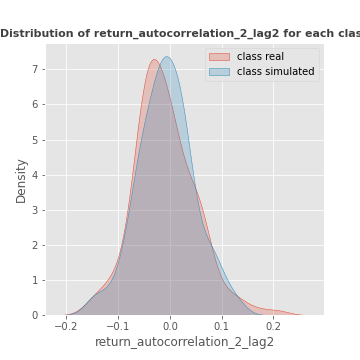 Distribution of return_autocorrelation_2_lag2 for each clas
class real
class simulated
7
6
5
4
3
2
1
0
Density
−0.2
−0.1
0.0
0.1
0.2
return_autocorrelation_2_lag2